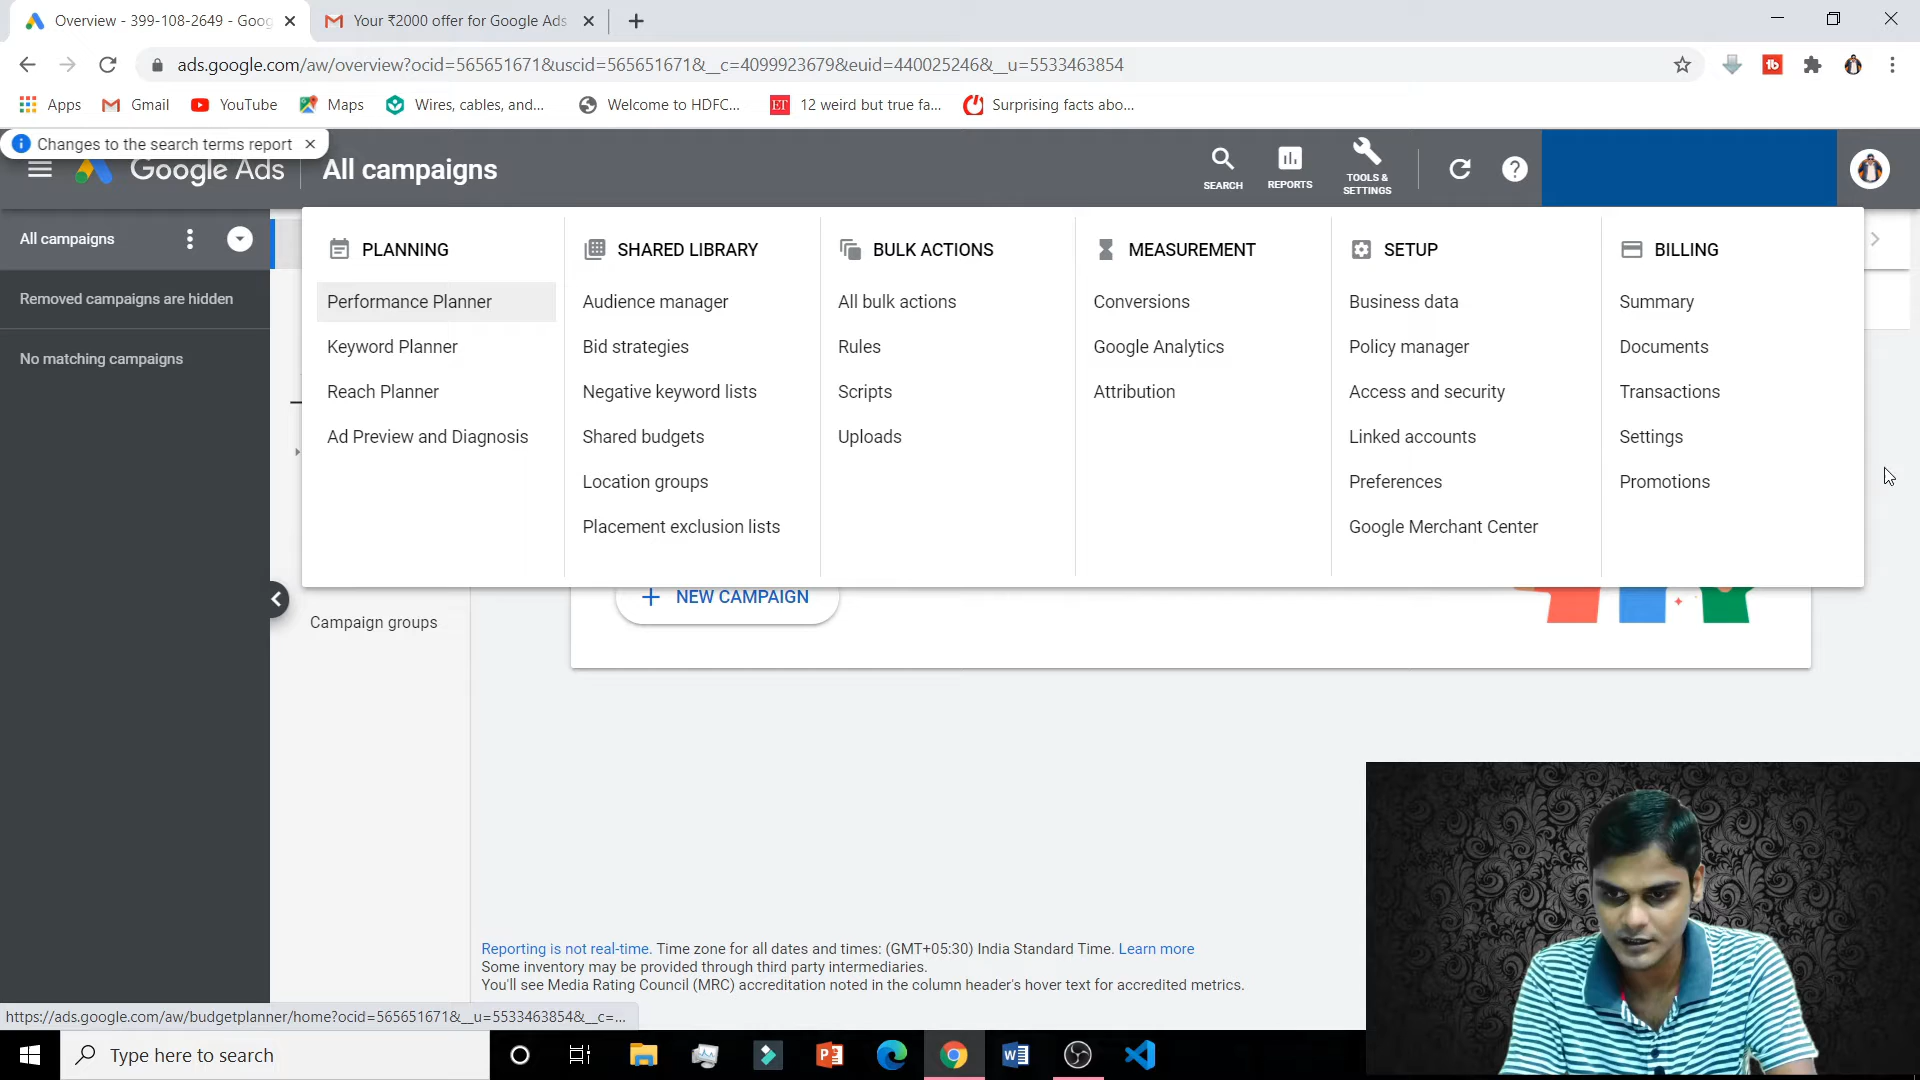 Overview - 399-108-2649 - Goog
Your ₹2000 offer for Google Ads
ads.google.com/aw/overview?ocid=565651671&uscid=565651671&__c=4099923679&euid=440025246&__u=5533463854
Apps
Gmail
YouTube
Maps
Wires, cables, and...
Welcome to HDFC...
ET
12 weird but true fa...
Surprising facts abo...
Changes to the search terms report
Google Ads
All campaigns
SEARCH
REPORTS
TOOLS &
SETTINGS
All campaigns
Removed campaigns are hidden
No matching campaigns
PLANNING
Performance Planner
Keyword Planner
Reach Planner
Ad Preview and Diagnosis
SHARED LIBRARY
Audience manager
Bid strategies
Negative keyword lists
Shared budgets
Location groups
Placement exclusion lists
BULK ACTIONS
All bulk actions
Rules
Scripts
Uploads
MEASUREMENT
Conversions
Google Analytics
Attribution
SETUP
Business data
Policy manager
Access and security
Linked accounts
Preferences
Google Merchant Center
BILLING
Summary
Documents
Transactions
Settings
Promotions
+ NEW CAMPAIGN
Campaign groups
Reporting is not real-time. Time zone for all dates and times: (GMT+05:30) India Standard Time. Learn more
Some inventory may be provided through third party intermediaries.
You'll see Media Rating Council (MRC) accreditation noted in the column header's hover text for accredited metrics.
https://ads.google.com/aw/budgetplanner/home?ocid=565651671&__u=5533463854&__c=...
Type here to search